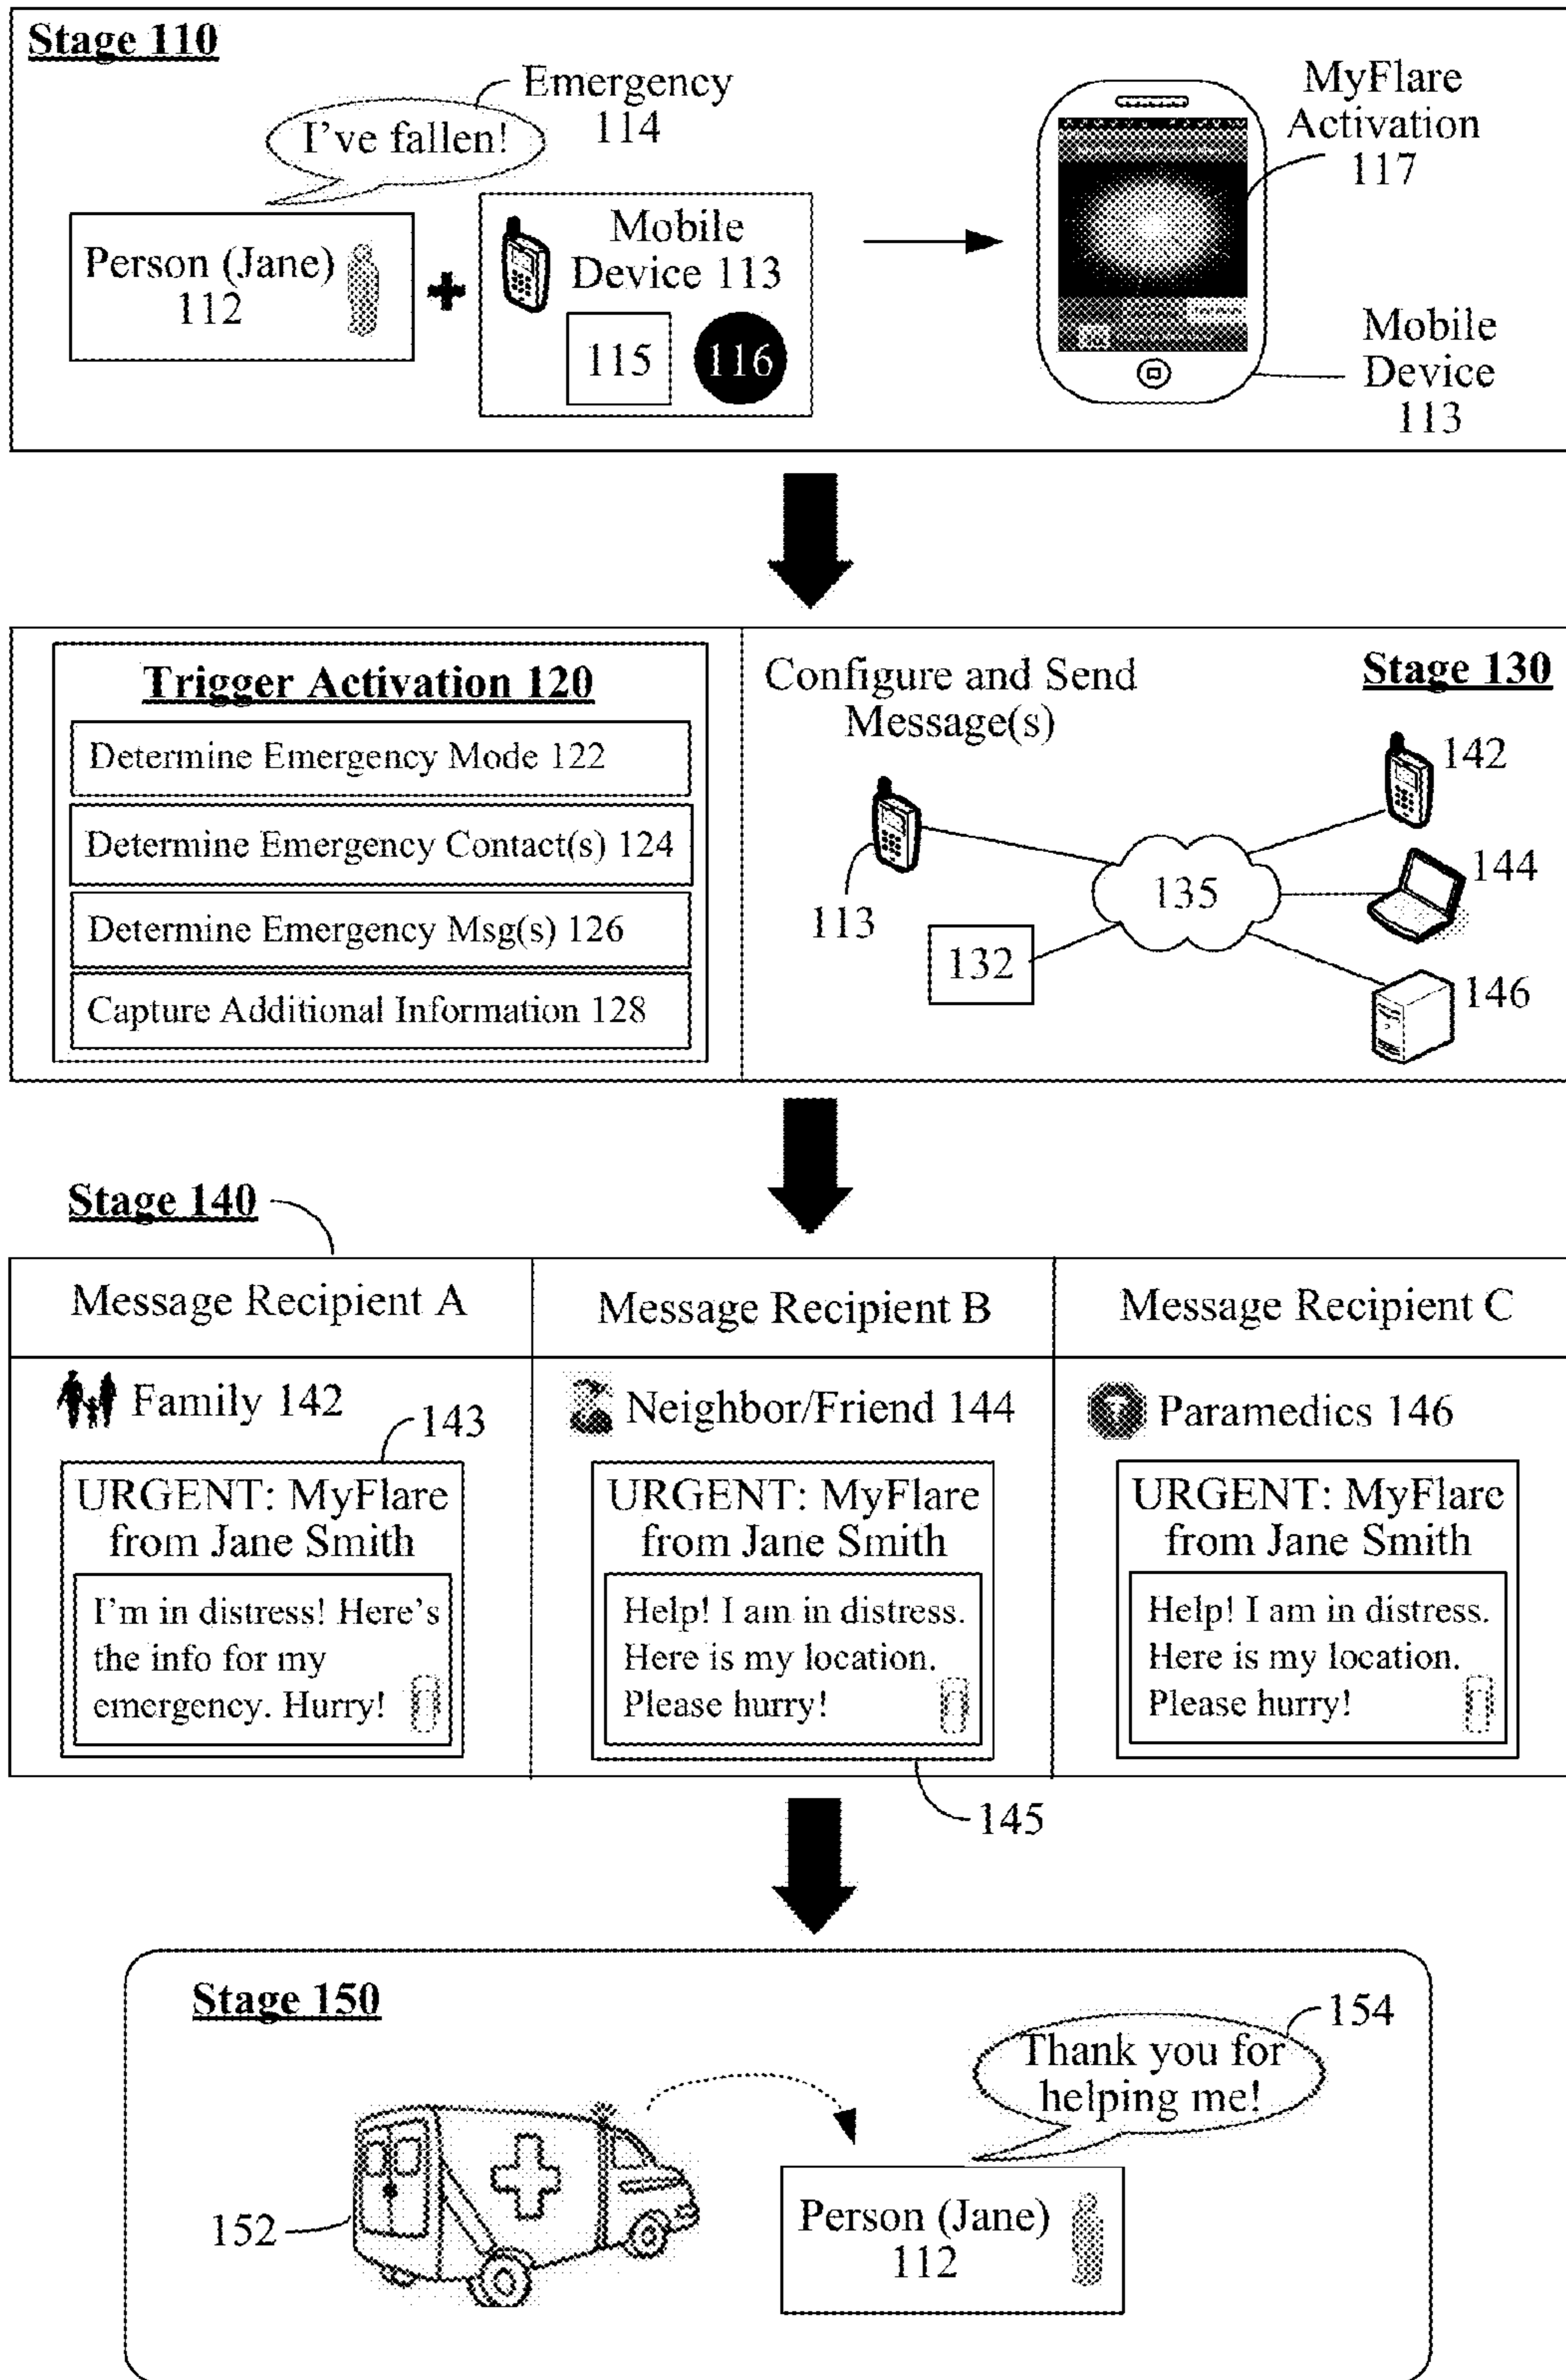 Stage 110
Emergency
114
I've fallen!
Person (Jane)
112
Mobile
Device 113
115
116
MyFlare
Activation
117
Mobile
Device
113
Trigger Activation 120
Determine Emergency Mode 122
Determine Emergency Contact(s) 124
Determine Emergency Msg(s) 126
Capture Additional Information 128
Configure and Send
Message(s)
Stage 130
113
132
135
142
144
146
Stage 140
Message Recipient A
Message Recipient B
Message Recipient C
Family 142
143
URGENT: MyFlare
from Jane Smith
I'm in distress! Here's
the info for my
emergency. Hurry!
Neighbor/Friend 144
URGENT: MyFlare
from Jane Smith
Help! I am in distress.
Here is my location.
Please hurry!
145
Paramedics 146
URGENT: MyFlare
from Jane Smith
Help! I am in distress.
Here is my location.
Please hurry!
Stage 150
152
154
Thank you for
helping me!
Person (Jane)
112